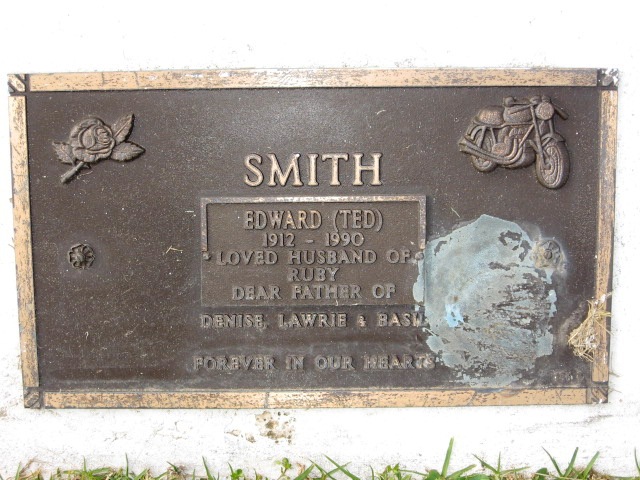 SMITH
EDWARD (TED)
1912 - 1990
LOVED HUSBAND OF
RUBY
DEAR FATHER OF
DENISE, LAWRIE & BASIL
FOREVER IN OUR HEARTS